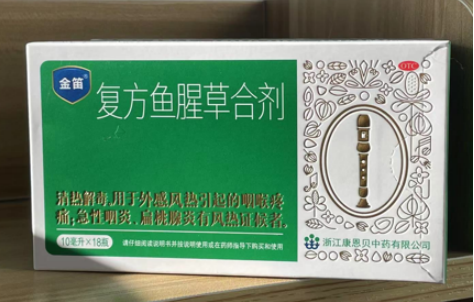 金笛®
复方鱼腥草合剂
OTC
清热解毒。用于外感风热引起的咽喉疼
痛；急性咽炎、扁桃腺炎有风热证候者。
10毫升×18瓶
请仔细阅读说明书并按说明使用或在药师指导下购买和使用
浙江康恩贝中药有限公司